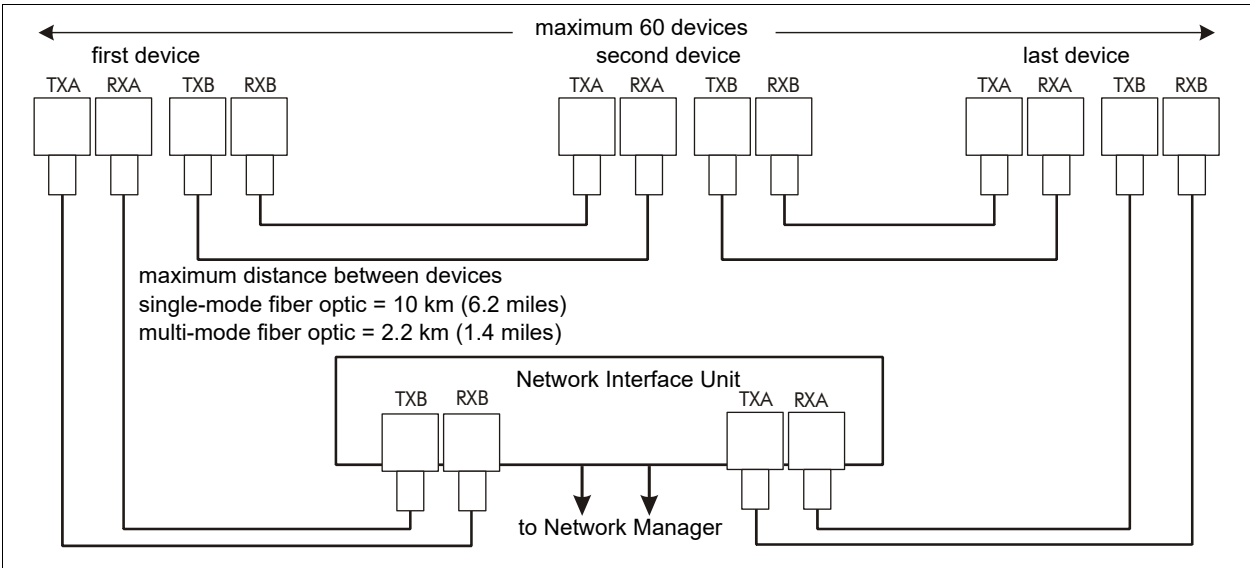 maximum 60 devices
first device
second device
last device
TXA RXA TXB RXB
TXA RXA TXB RXB
TXA RXA TXB RXB
maximum distance between devices
single-mode fiber optic = 10 km (6.2 miles)
multi-mode fiber optic = 2.2 km (1.4 miles)
Network Interface Unit
TXB RXB
TXA RXA
to Network Manager